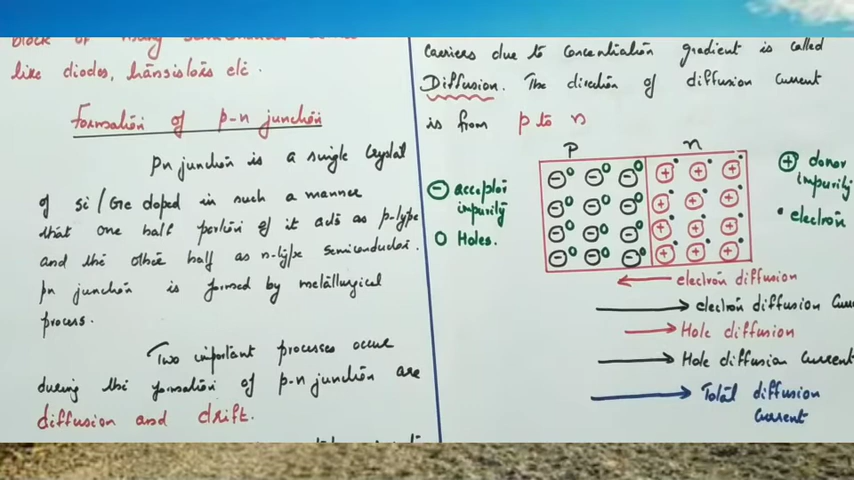 like diodes, transistors etc.
Formation of p-n junction
pn junction is a single crystal
of Si/Ge doped in such a manner
that one half portion of it acts as p-type
and the other half as n-type semiconductor.
pn junction is formed by metallurgical
process.
Two important processes occur
during the formation of p-n junction are
diffusion and drift.
carriers due to concentration gradient is called
Diffusion. The direction of diffusion current
is from p to n
P n
⊖ acceptor
impurity
O Holes.
⊕ donor
impurity
• electron
electron diffusion
electron diffusion
Hole diffusion
Hole diffusion Current
Total diffusion
Current